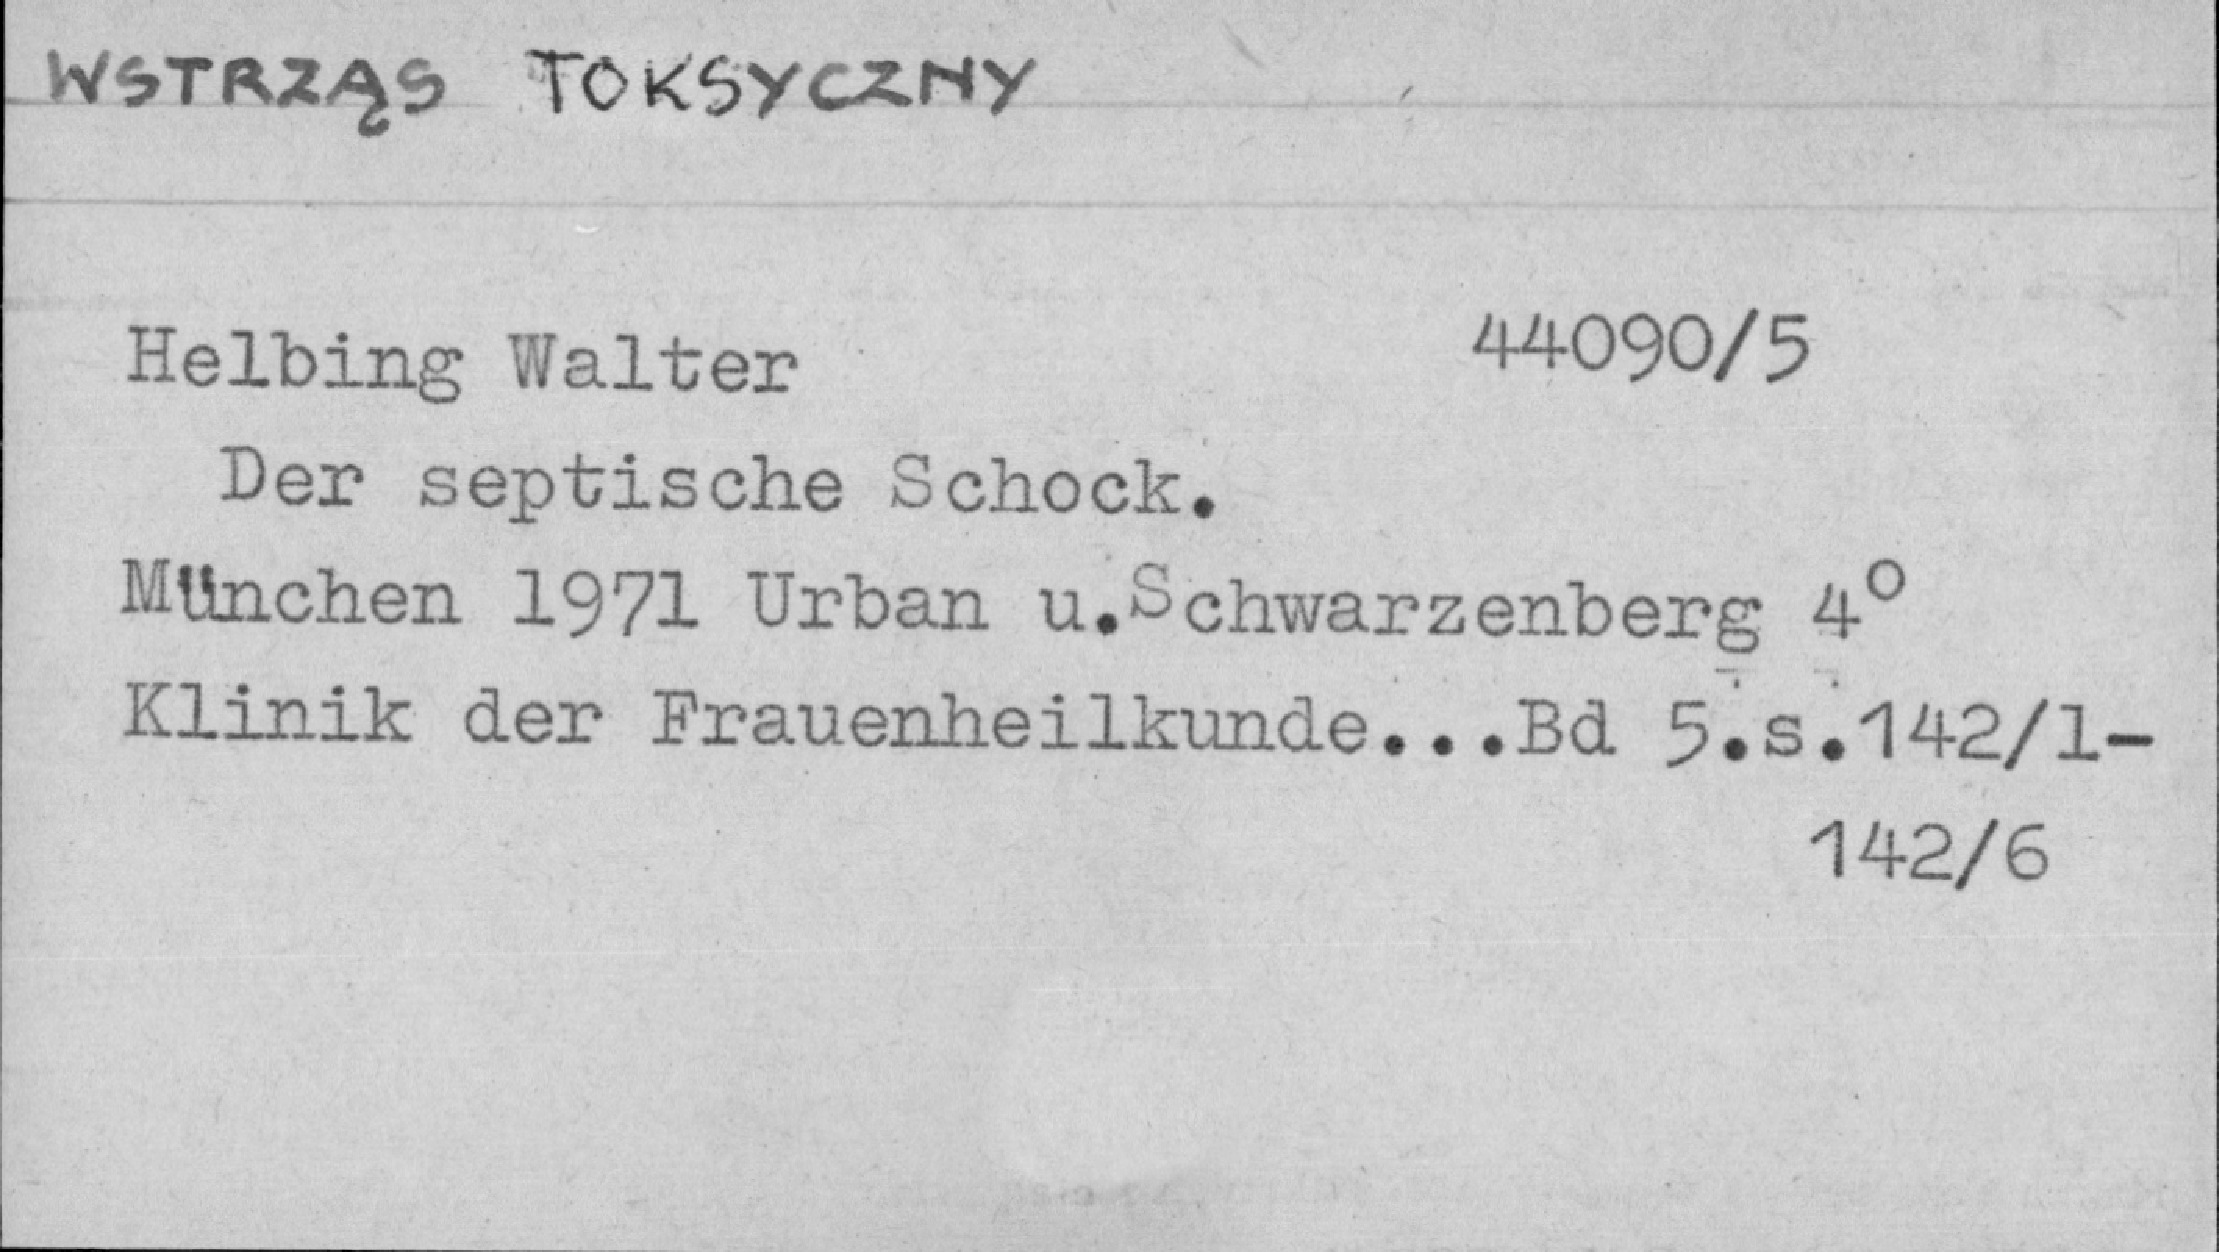 WSTRZĄS TOKSYCZNY
Helbing Walter 44090/5
Der septische Schock.
München 1971 Urban u.Schwarzenberg 4°
Klinik der Frauenheilkunde...Bd 5.s.142/1-
142/6